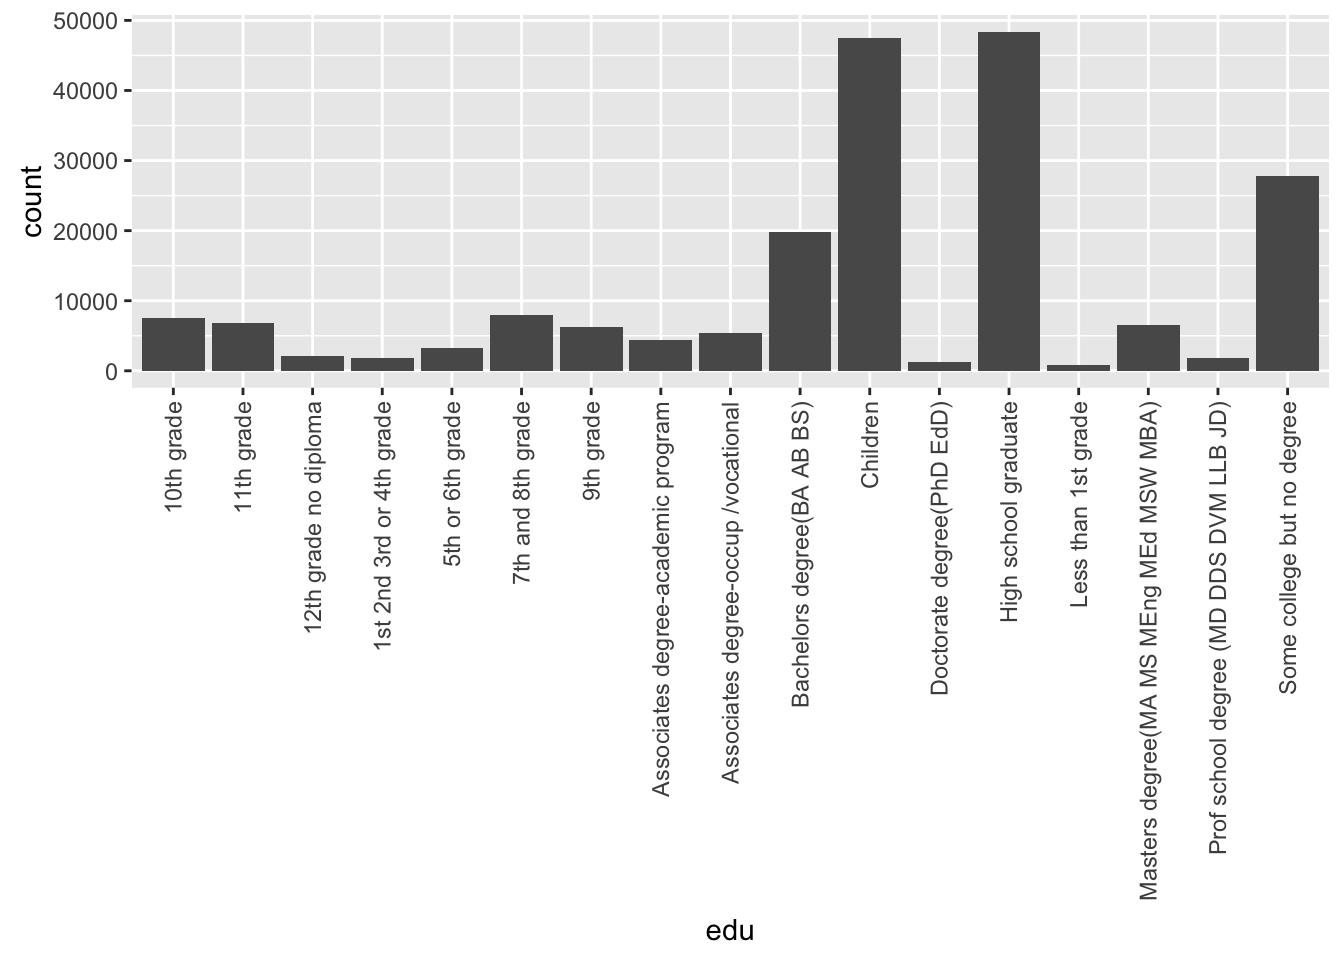 50000
40000
30000
20000
10000
0
count
10th grade
11th grade
12th grade no diploma
1st 2nd 3rd or 4th grade
5th or 6th grade
7th and 8th grade
9th grade
Associates degree-academic program
Associates degree-occup /vocational
Bachelors degree(BA AB BS)
Children
Doctorate degree(PhD EdD)
High school graduate
Less than 1st grade
Masters degree(MA MS MEng MEd MSW MBA)
Prof school degree (MD DDS DVM LLB JD)
Some college but no degree
edu